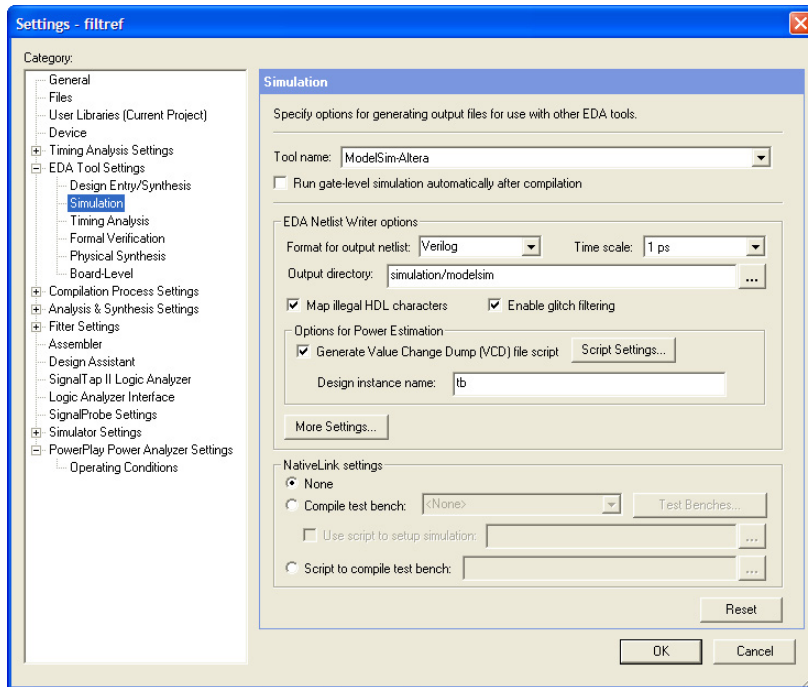 Settings - filtref
Category:
General
Files
User Libraries (Current Project)
Device
Timing Analysis Settings
EDA Tool Settings
Design Entry/Synthesis
Simulation
Timing Analysis
Formal Verification
Physical Synthesis
Board-Level
Compilation Process Settings
Analysis & Synthesis Settings
Fitter Settings
Assembler
Design Assistant
SignalTap II Logic Analyzer
Logic Analyzer Interface
SignalProbe Settings
Simulator Settings
PowerPlay Power Analyzer Settings
Operating Conditions
Simulation
Specify options for generating output files for use with other EDA tools.
Tool name: ModelSim-Altera
Run gate-level simulation automatically after compilation
EDA Netlist Writer options
Format for output netlist: Verilog Time scale: 1 ps
Output directory: simulation/modelsim ...
Map illegal HDL characters Enable glitch filtering
Options for Power Estimation
Generate Value Change Dump (VCD) file script Script Settings...
Design instance name: tb
More Settings...
NativeLink settings
None
Compile test bench: <None> Test Benches...
Use script to setup simulation: ...
Script to compile test bench: ...
Reset
OK Cancel